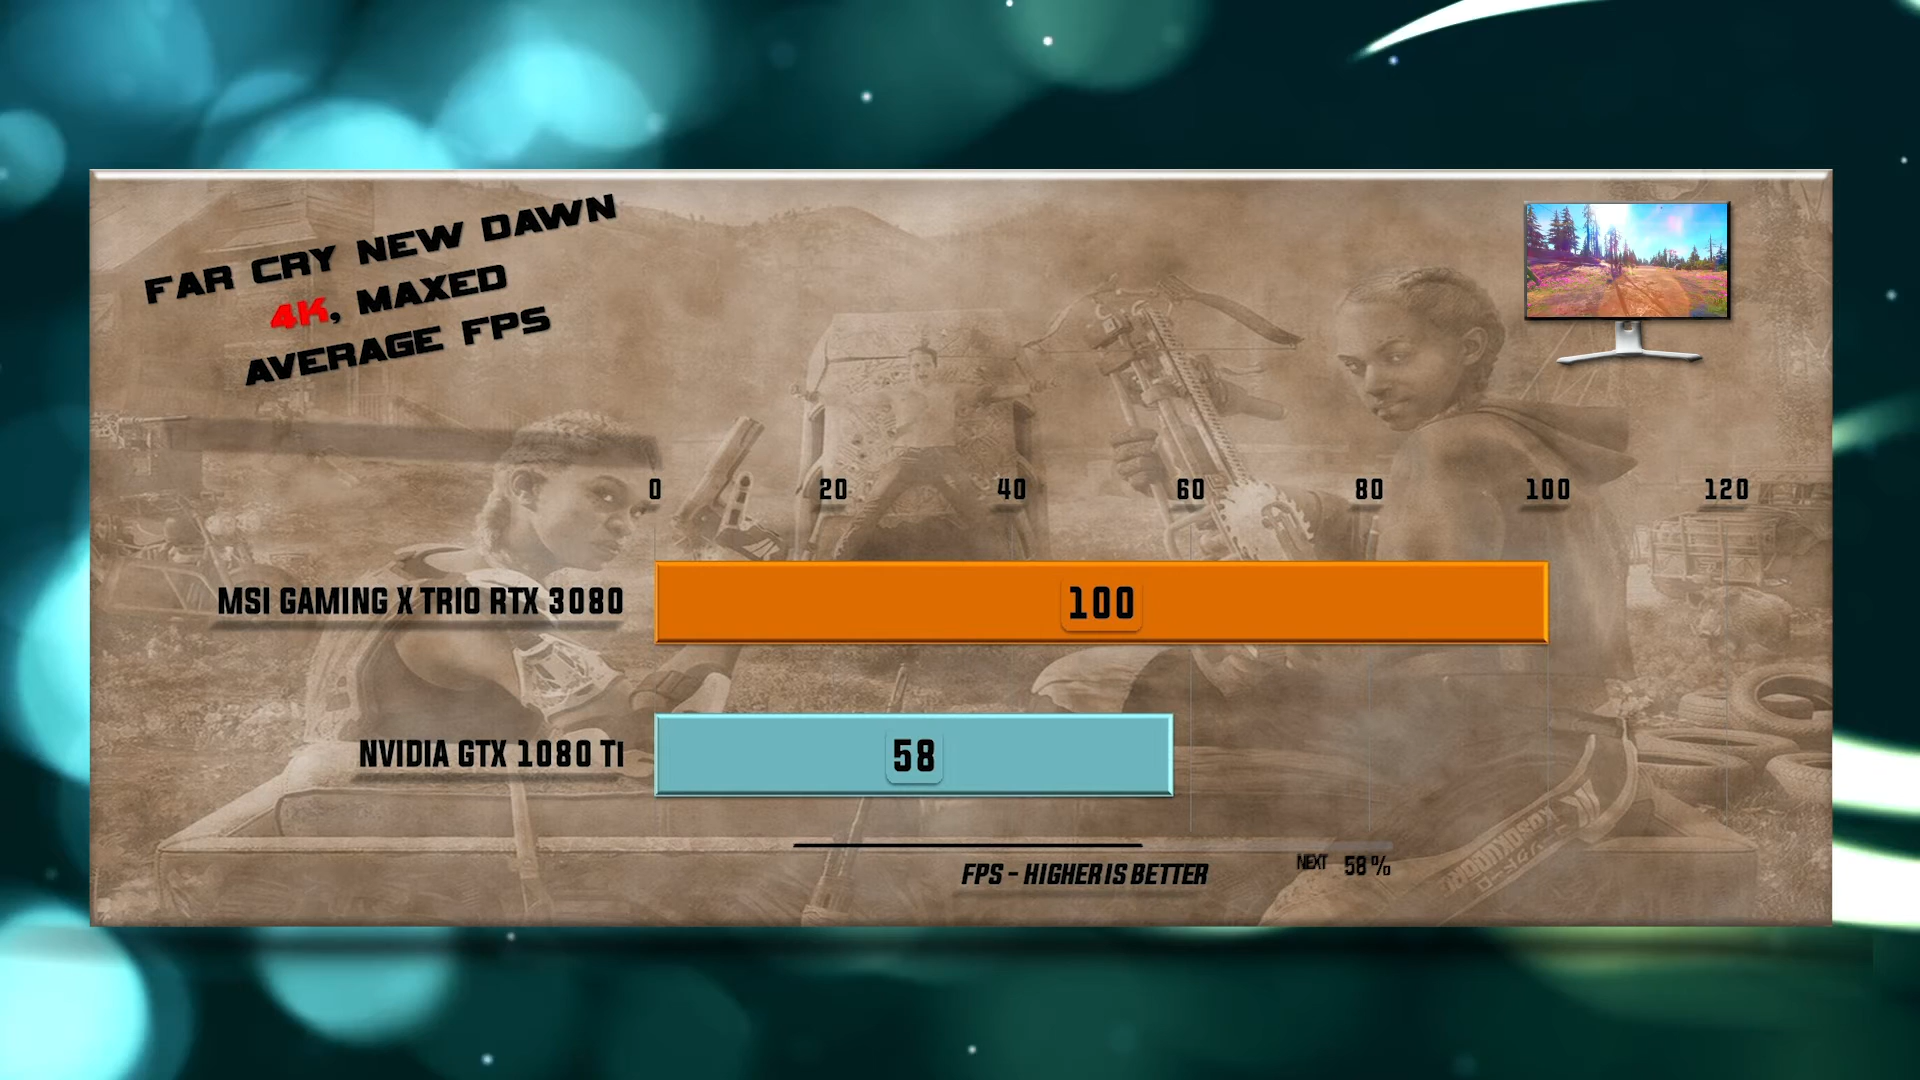 FAR CRY NEW DAWN
4K, MAXED
AVERAGE FPS
0 20 40 60 80 100 120
MSI GAMING X TRIO RTX 3080
100
NVIDIA GTX 1080 TI
58
FPS - HIGHER IS BETTER
NEXT 58%